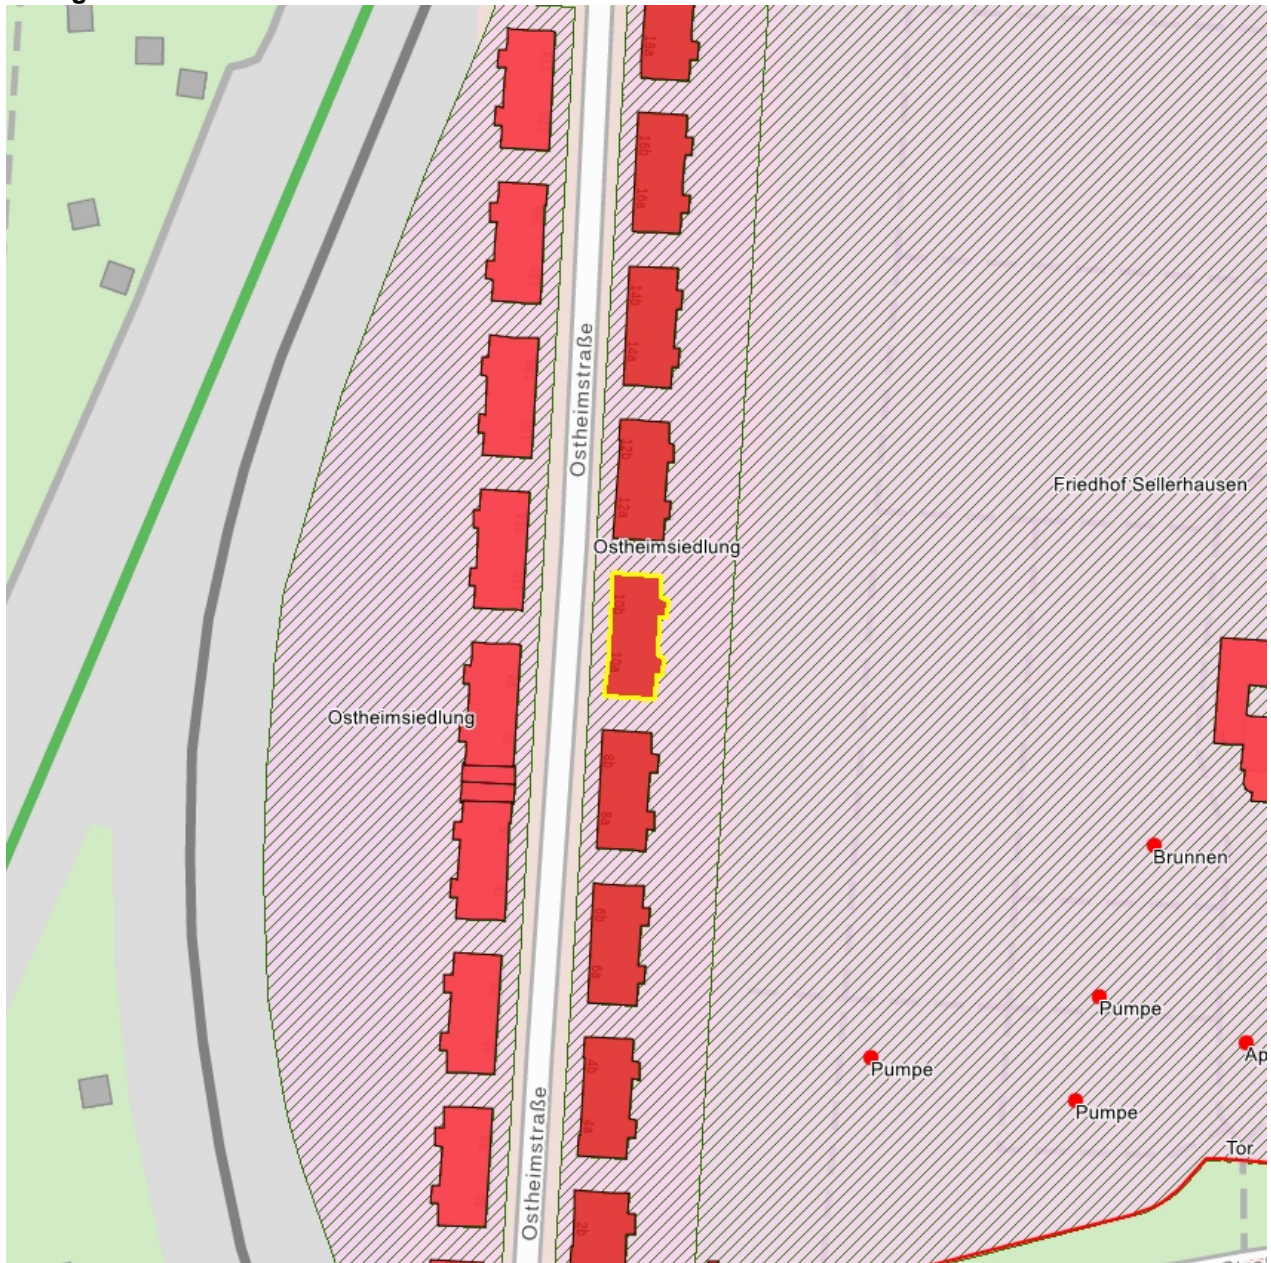 18a
16b
16a
14b
14a
Ostheimstraße
12b
12a
Friedhof Sellerhausen
Ostheimsiedlung
10b
10a
Ostheimsiedlung
8b
8a
Brunnen
6b
6a
Pumpe
Pumpe
Ap
4b
4a
Pumpe
Ostheimstraße
Tor
2b